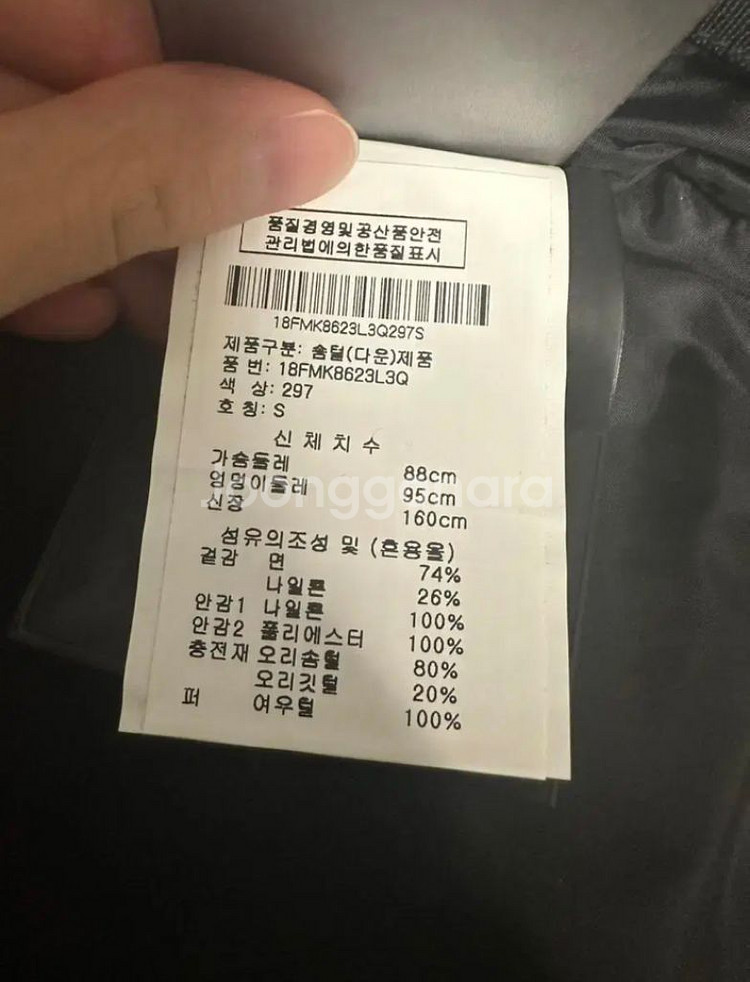 품질경영및공산품안전
관리법에의한품질표시
18FMK8623L3Q297S
제품구분: 솜털(다운)제품
품 번: 18FMK8623L3Q
색 상: 297
호 칭: S
신 체 치 수
가슴둘레 88cm
엉덩이둘레 95cm
신장 160cm
섬유의조성 및 (혼용율)
겉감 면 74%
나일론 26%
안감1 나일론 100%
안감2 폴리에스터 100%
충전재 오리솜털 80%
오리깃털 20%
퍼 여우털 100%